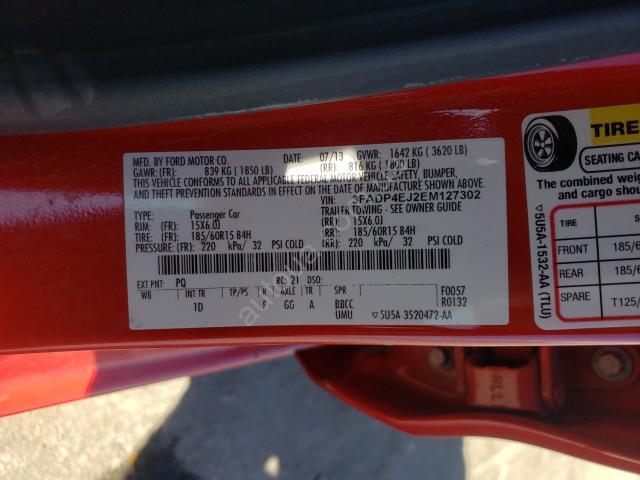 MFD. BY FORD MOTOR CO.
DATE: 07/13 GVWR: 1642 KG ( 3620 LB)
GAWR: (FR): 839 KG ( 1850 LB) (RR): 816 KG ( 1800 LB)
THIS VEHICLE CONFORMS TO ALL APPLICABLE FEDERAL MOTOR VEHICLE SAFETY, BUMPER,
AND THEFT PREVENTION STANDARDS IN EFFECT ON THE DATE OF MANUFACTURE SHOWN ABOVE.
VIN: 3FADP4EJ2EM127302
TYPE: Passenger Car TRAILER TOWING - SEE OWNER GUIDE
RIM: (FR): 15X6.0J (RR): 15X6.0J
TIRE: (FR): 185/60R15 84H (RR): 185/60R15 84H
PRESSURE: (FR): 220 kPa/ 32 PSI COLD (RR): 220 kPa/ 32 PSI COLD
EXT PNT: PQ RC: 21 DSO:
WB INT TR TP/PS R AXLE TR SPR F0057
1D F GG A BBCC R0132
UMU 5U5A-3520472-AA
5U5A-1532-AA (TLU)
TIRE
SEATING CA
The combined weig
and cargo shou
TIRE
FRONT 185/6
REAR 185/6
SPARE T125/